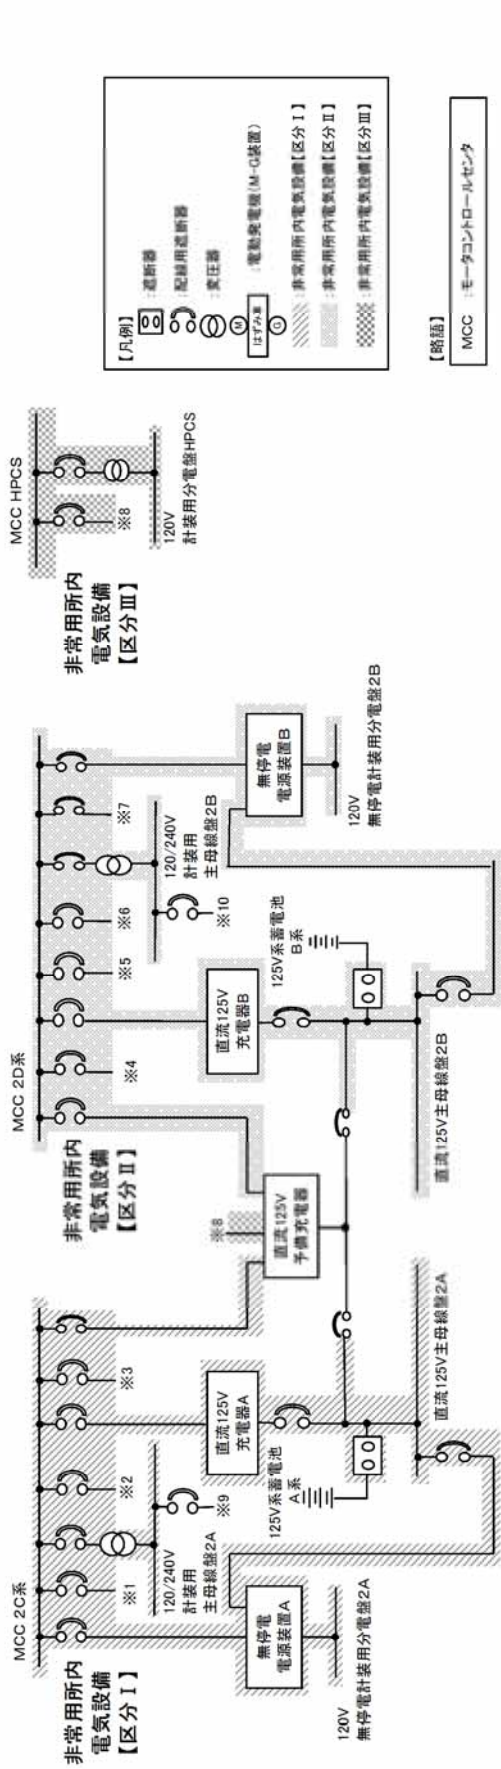 MCC 2C系
非常用所内
電気設備
【区分Ⅰ】
※1
※2
※3
120/240V
計装用
主母線盤2A
※9
無停電
電源装置A
120V
無停電計装用分電盤2A
直流125V
充電器A
125V系蓄電池
A系
直流125V主母線盤2A
※8
直流125V
予備充電器
MCC 2D系
非常用所内
電気設備
【区分Ⅱ】
※4
※5
※6
※7
直流125V
充電器B
120/240V
計装用
主母線盤2B
※10
125V系蓄電池
B系
無停電
電源装置B
120V
無停電計装用分電盤2B
直流125V主母線盤2B
MCC HPCS
非常用所内
電気設備
【区分Ⅲ】
※8
120V
計装用分電盤HPCS
【凡例】
:遮断器
:配線用遮断器
:変圧器
M
はずみ車
G
:電動発電機(M-G装置)
:非常用所内電気設備【区分Ⅰ】
:非常用所内電気設備【区分Ⅱ】
:非常用所内電気設備【区分Ⅲ】
【略語】
MCC :モータコントロールセンタ